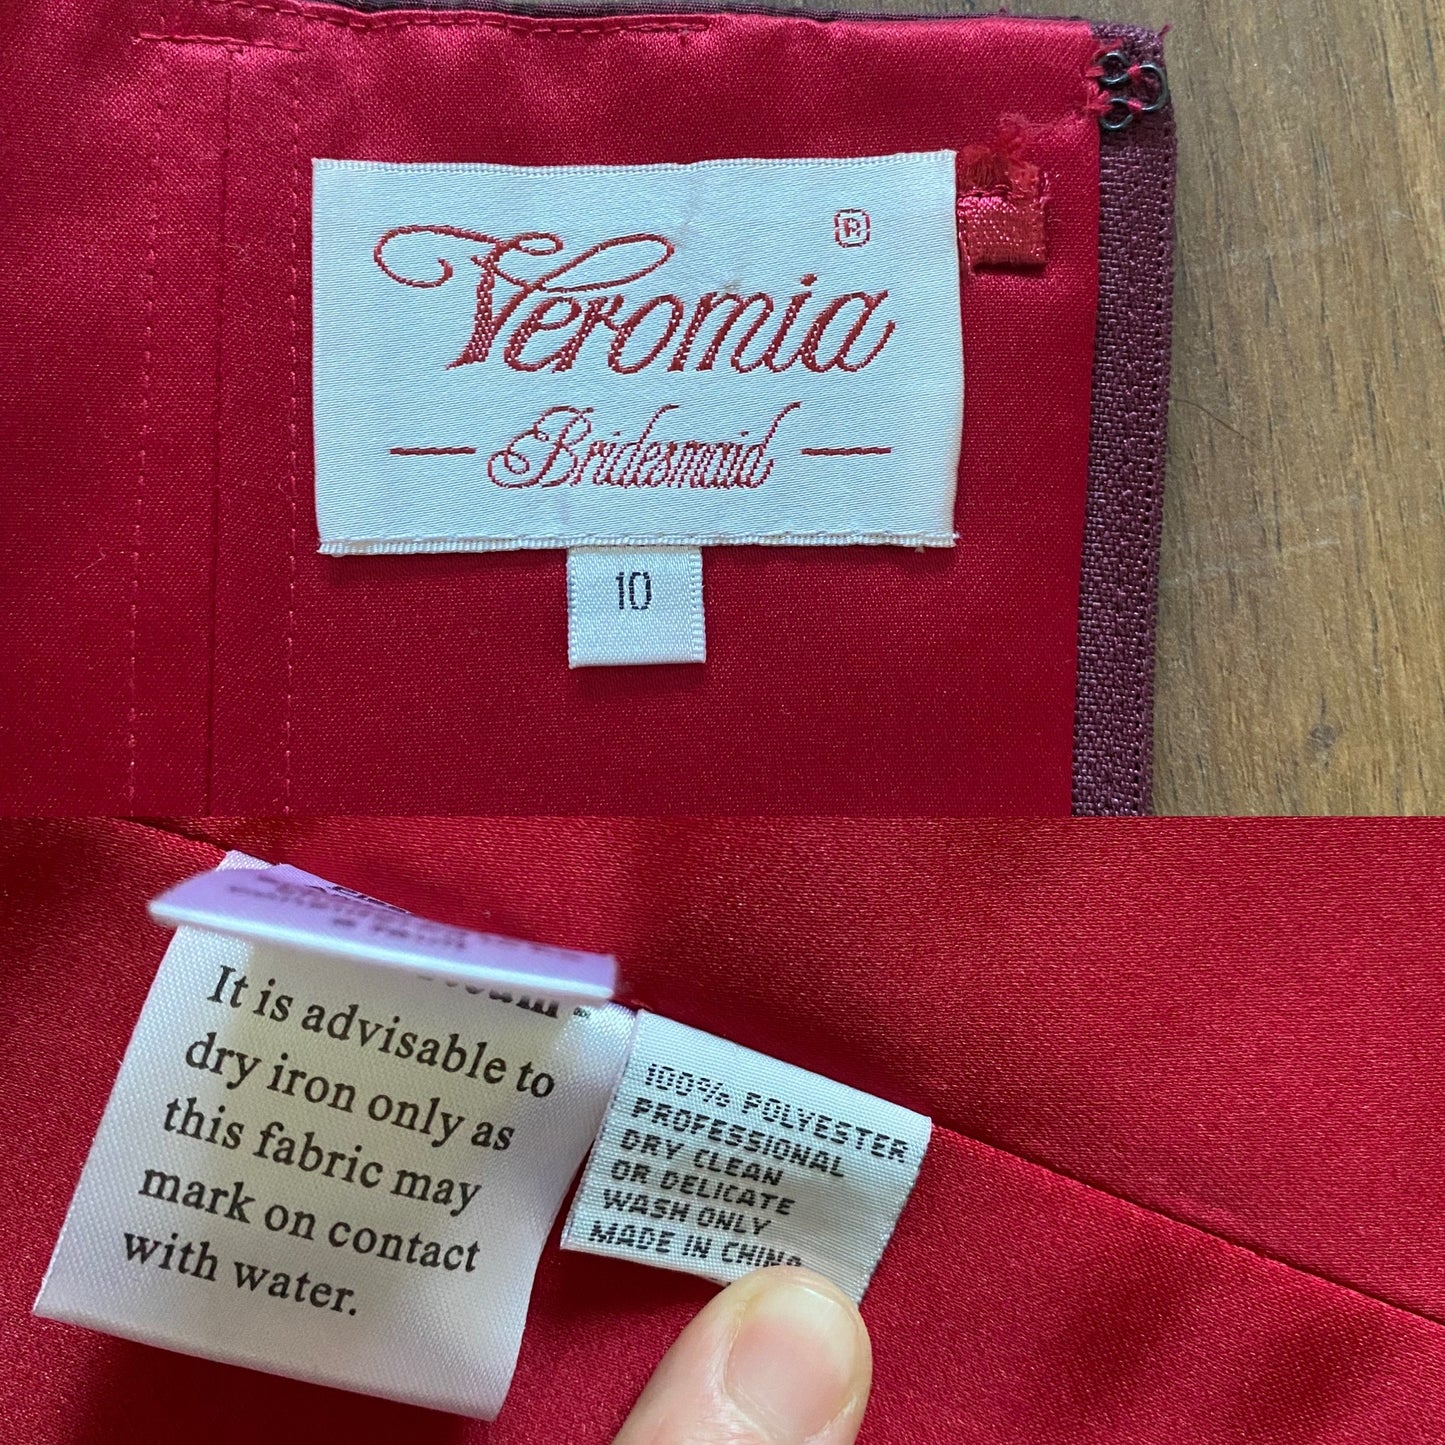 Veromia ®
Bridesmaid
10
It is advisable to
dry iron only as
this fabric may
mark on contact
with water.
100% POLYESTER
PROFESSIONAL
DRY CLEAN
OR DELICATE
WASH ONLY
MADE IN CHINA